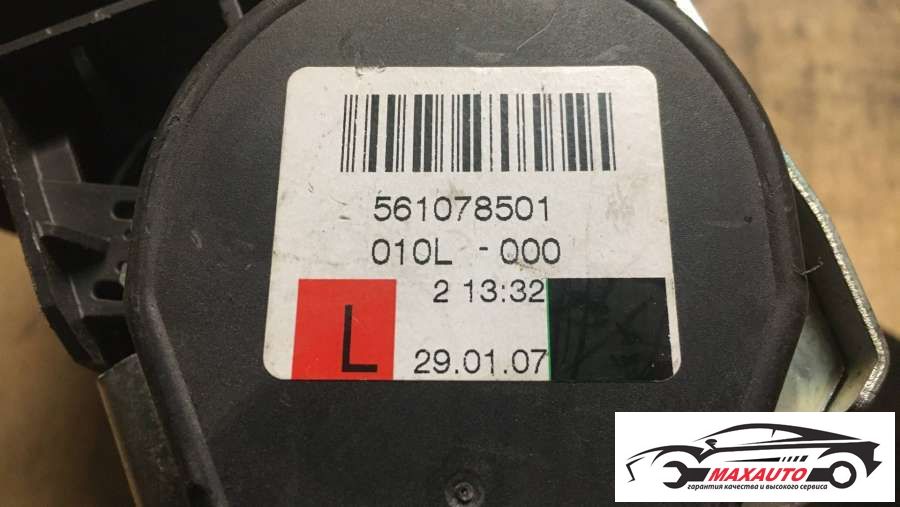 561078501
010L - 000
2 13:32
L
29.01.07
MAXAUTO
гарантия качества и высокого сервиса